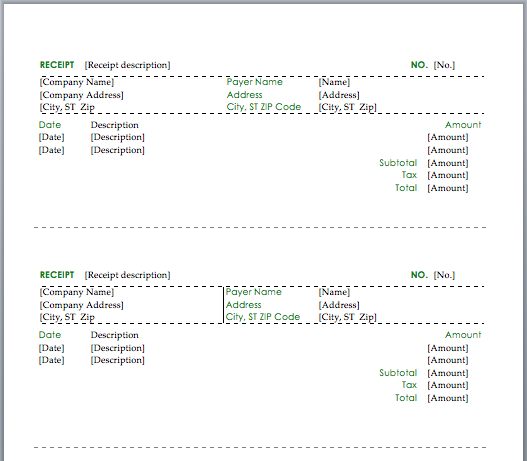 RECEIPT [Receipt description] NO. [No.]
[Company Name] Payer Name [Name]
[Company Address] Address [Address]
[City, ST Zip City, ST ZIP Code [City, ST Zip]
Date Description Amount
[Date] [Description] [Amount]
[Date] [Description] [Amount]
Subtotal [Amount]
Tax [Amount]
Total [Amount]
RECEIPT [Receipt description] NO. [No.]
[Company Name] Payer Name [Name]
[Company Address] Address [Address]
[City, ST Zip City, ST ZIP Code [City, ST Zip]
Date Description Amount
[Date] [Description] [Amount]
[Date] [Description] [Amount]
Subtotal [Amount]
Tax [Amount]
Total [Amount]